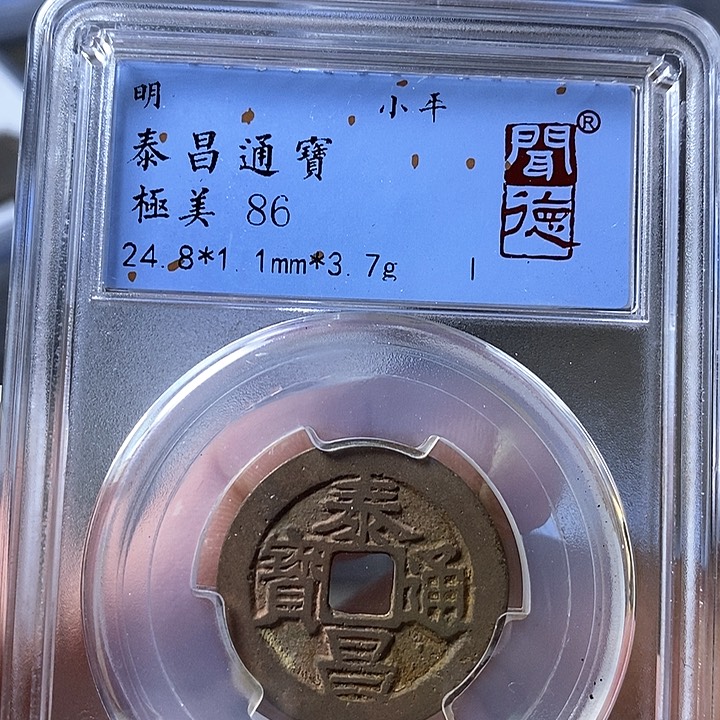 明 小平
泰昌通寶
極美 86
24.8*1.1mm*3.7g
聞德®
泰昌通寶